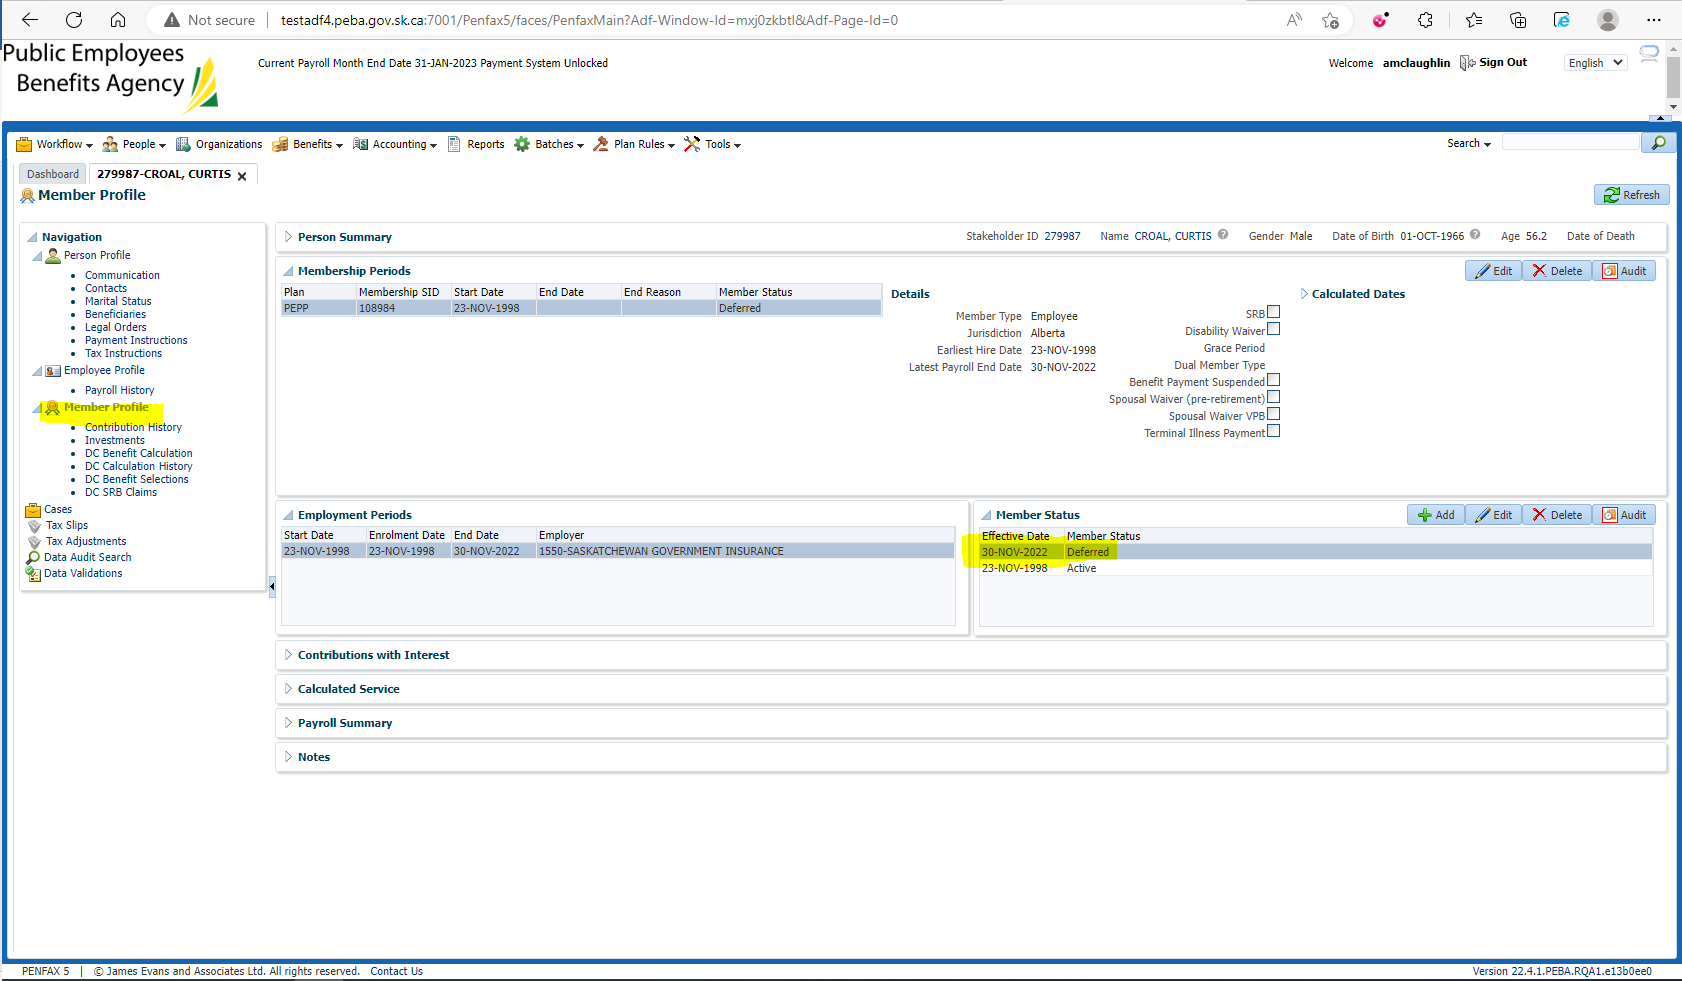 Not secure testadf4.peba.gov.sk.ca:7001/Penfax5/faces/PenfaxMain?Adf-Window-Id=mxj0zkbtl&Adf-Page-Id=0
Public Employees
Benefits Agency
Current Payroll Month End Date 31-JAN-2023 Payment System Unlocked
Welcome amclaughlin Sign Out English
Workflow People Organizations Benefits Accounting Reports Batches Plan Rules Tools Search
Dashboard 279987-CROAL, CURTIS
Member Profile
Refresh
Navigation
Person Profile
Communication
Contacts
Marital Status
Beneficiaries
Legal Orders
Payment Instructions
Tax Instructions
Employee Profile
Payroll History
Member Profile
Contribution History
Investments
DC Benefit Calculation
DC Calculation History
DC Benefit Selections
DC SRB Claims
Cases
Tax Slips
Tax Adjustments
Data Audit Search
Data Validations
Person Summary Stakeholder ID 279987 Name CROAL, CURTIS Gender Male Date of Birth 01-OCT-1966 Age 56.2 Date of Death
Membership Periods Edit Delete Audit
Plan Membership SID Start Date End Date End Reason Member Status
PEPP 108984 23-NOV-1998 Deferred
Details
Member Type Employee
Jurisdiction Alberta
Earliest Hire Date 23-NOV-1998
Latest Payroll End Date 30-NOV-2022
SRB
Disability Waiver
Grace Period
Dual Member Type
Benefit Payment Suspended
Spousal Waiver (pre-retirement)
Spousal Waiver VPB
Terminal Illness Payment
Calculated Dates
Employment Periods
Start Date Enrolment Date End Date Employer
23-NOV-1998 23-NOV-1998 30-NOV-2022 1550-SASKATCHEWAN GOVERNMENT INSURANCE
Member Status Add Edit Delete Audit
Effective Date Member Status
30-NOV-2022 Deferred
23-NOV-1998 Active
Contributions with Interest
Calculated Service
Payroll Summary
Notes
PENFAX 5 | © James Evans and Associates Ltd. All rights reserved. Contact Us
Version 22.4.1.PEBA.RQA1.e13b0ee0